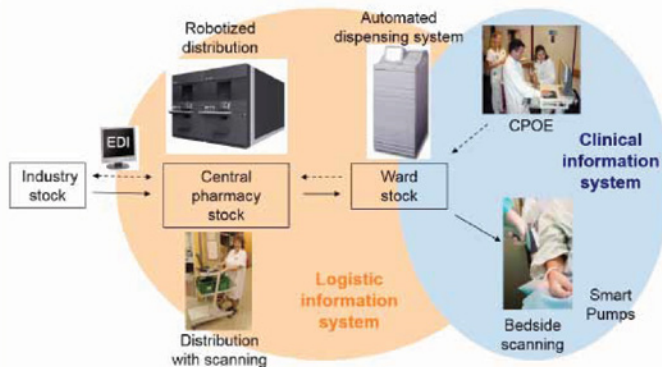 Robotized
distribution
Automated
dispensing system
EDI
CPOE
Clinical
information
system
Industry
stock
Central
pharmacy
stock
Ward
stock
Logistic
information
system
Distribution
with scanning
Bedside
scanning
Smart
Pumps